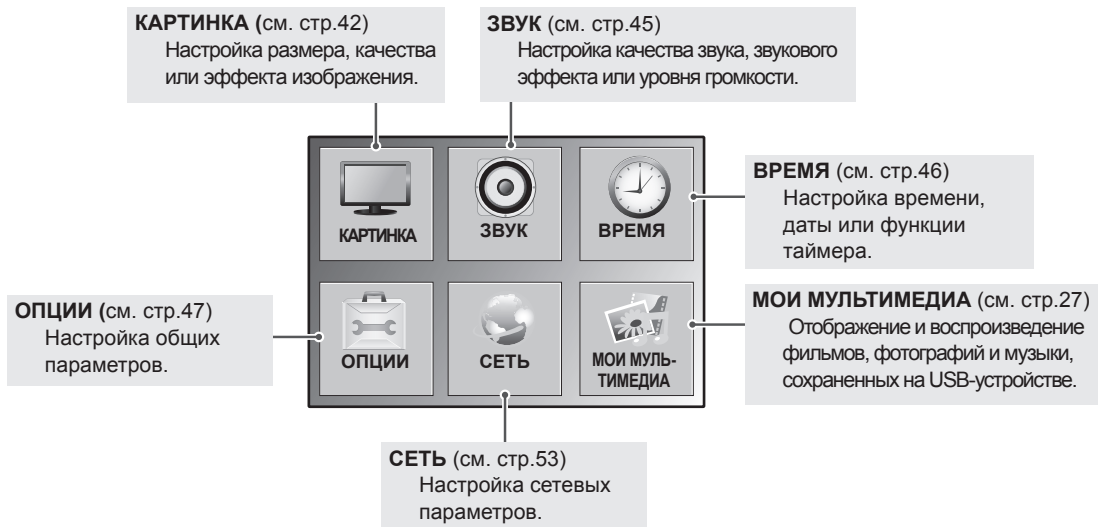 КАРТИНКА (см. стр.42)
Настройка размера, качества
или эффекта изображения.
ЗВУК (см. стр.45)
Настройка качества звука, звукового
эффекта или уровня громкости.
КАРТИНКА
ЗВУК
ВРЕМЯ
ВРЕМЯ (см. стр.46)
Настройка времени,
даты или функции
таймера.
ОПЦИИ (см. стр.47)
Настройка общих
параметров.
ОПЦИИ
СЕТЬ
МОИ МУЛЬ-
ТИМЕДИА
МОИ МУЛЬТИМЕДИА (см. стр.27)
Отображение и воспроизведение
фильмов, фотографий и музыки,
сохраненных на USB-устройстве.
СЕТЬ (см. стр.53)
Настройка сетевых
параметров.